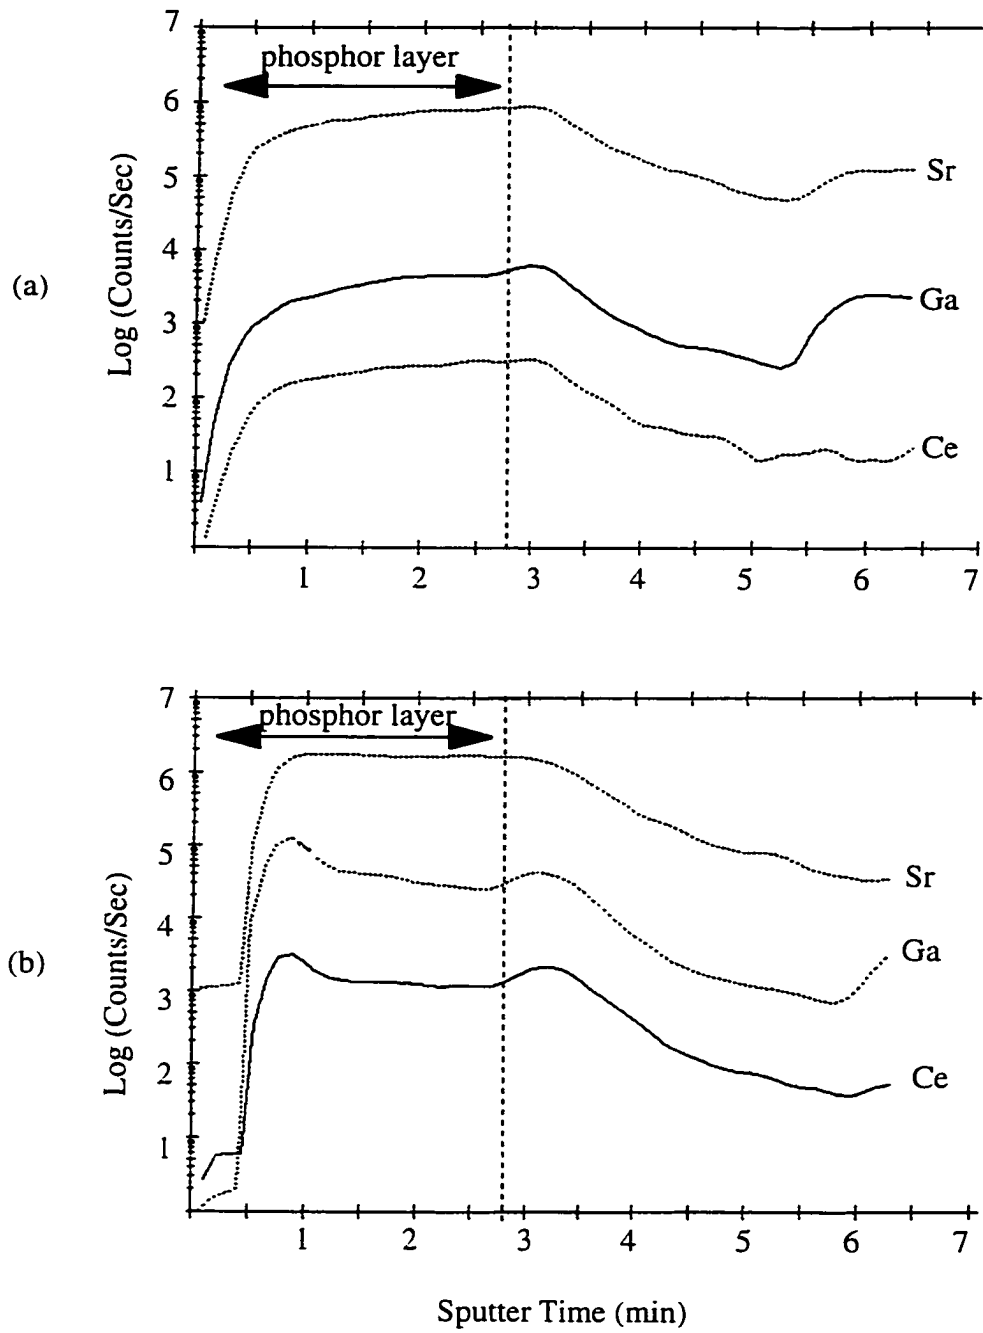 7
phosphor layer
6
Sr
5
Log (Counts/Sec)
4
(a)
Ga
3
2
Ce
1
1 2 3 4 5 6 7
7
phosphor layer
6
5
Sr
Log (Counts/Sec)
4
Ga
(b)
3
2
Ce
1
1 2 3 4 5 6 7
Sputter Time (min)